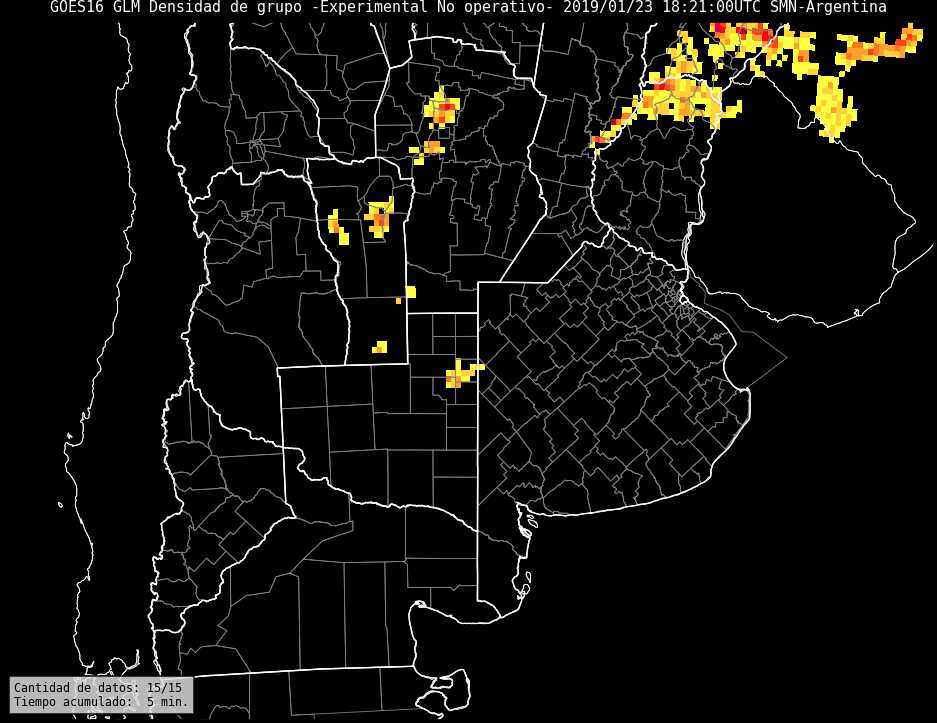 GOES16 GLM Densidad de grupo -Experimental No operativo- 2019/01/23 18:21:00UTC SMN-Argentina
Cantidad de datos: 15/15
Tiempo acumulado:  5 min.